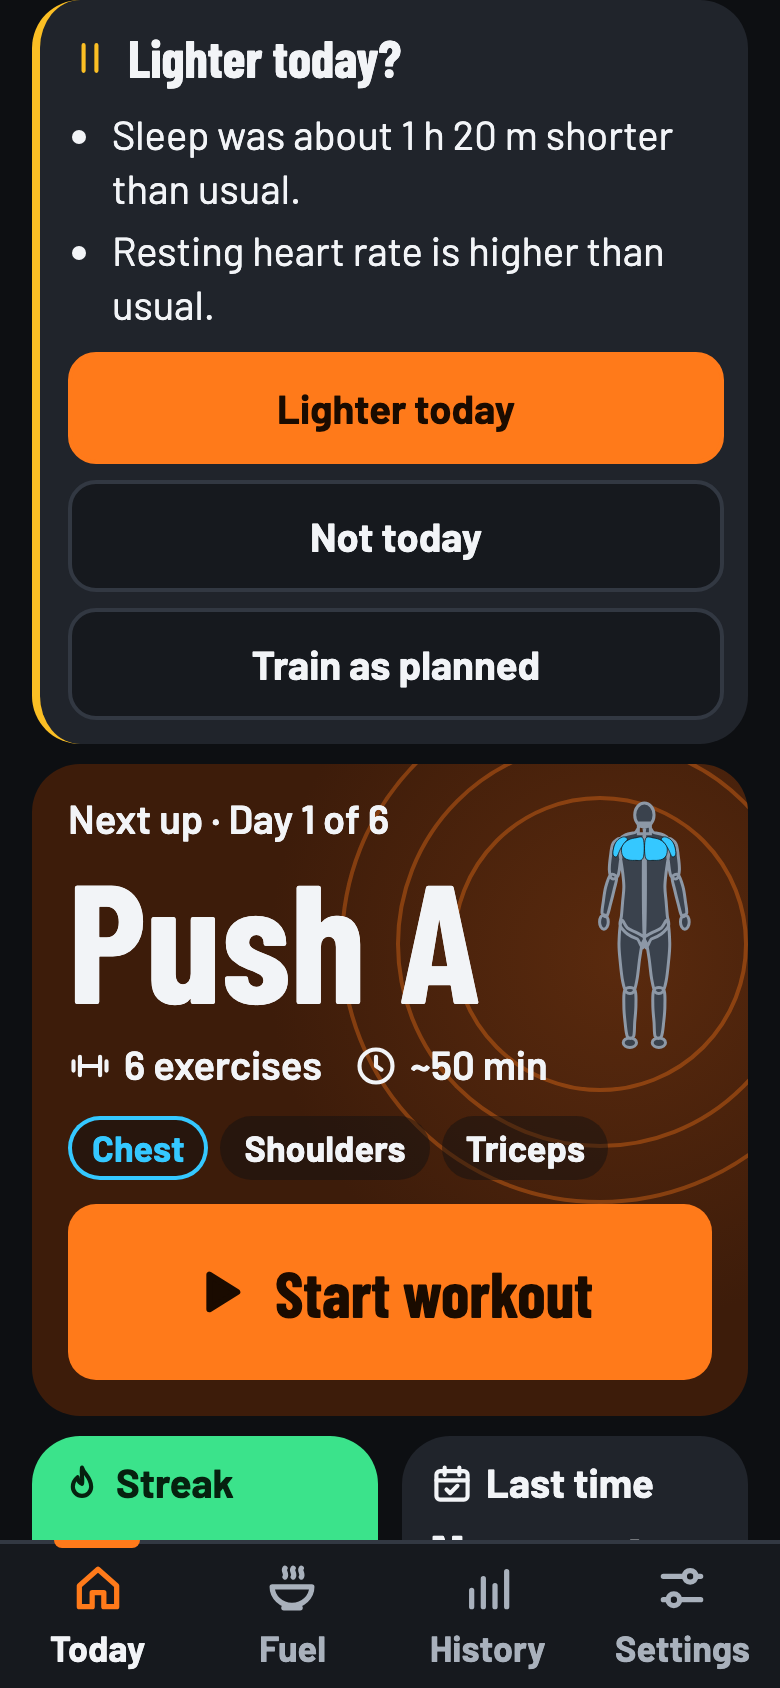 Lighter today?
• Sleep was about 1 h 20 m shorter
than usual.
• Resting heart rate is higher than
usual.
Lighter today
Not today
Train as planned
Next up · Day 1 of 6
Push A
6 exercises ~50 min
Chest Shoulders Triceps
Start workout
Streak Last time
Today Fuel History Settings